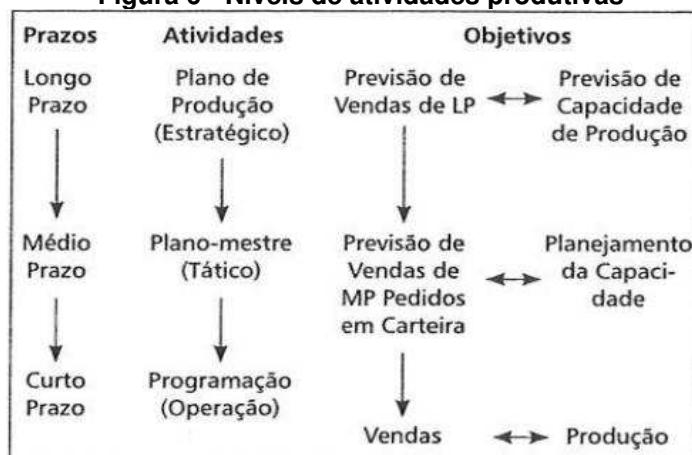 Figura 6 - Níveis de atividades produtivas
Prazos Atividades Objetivos
Longo Prazo
Plano de Produção (Estratégico)
Previsão de Vendas de LP
Previsão de Capacidade de Produção
Médio Prazo
Plano-mestre (Tático)
Previsão de Vendas de MP Pedidos em Carteira
Planejamento da Capaci-dade
Curto Prazo
Programação (Operação)
Vendas
Produção